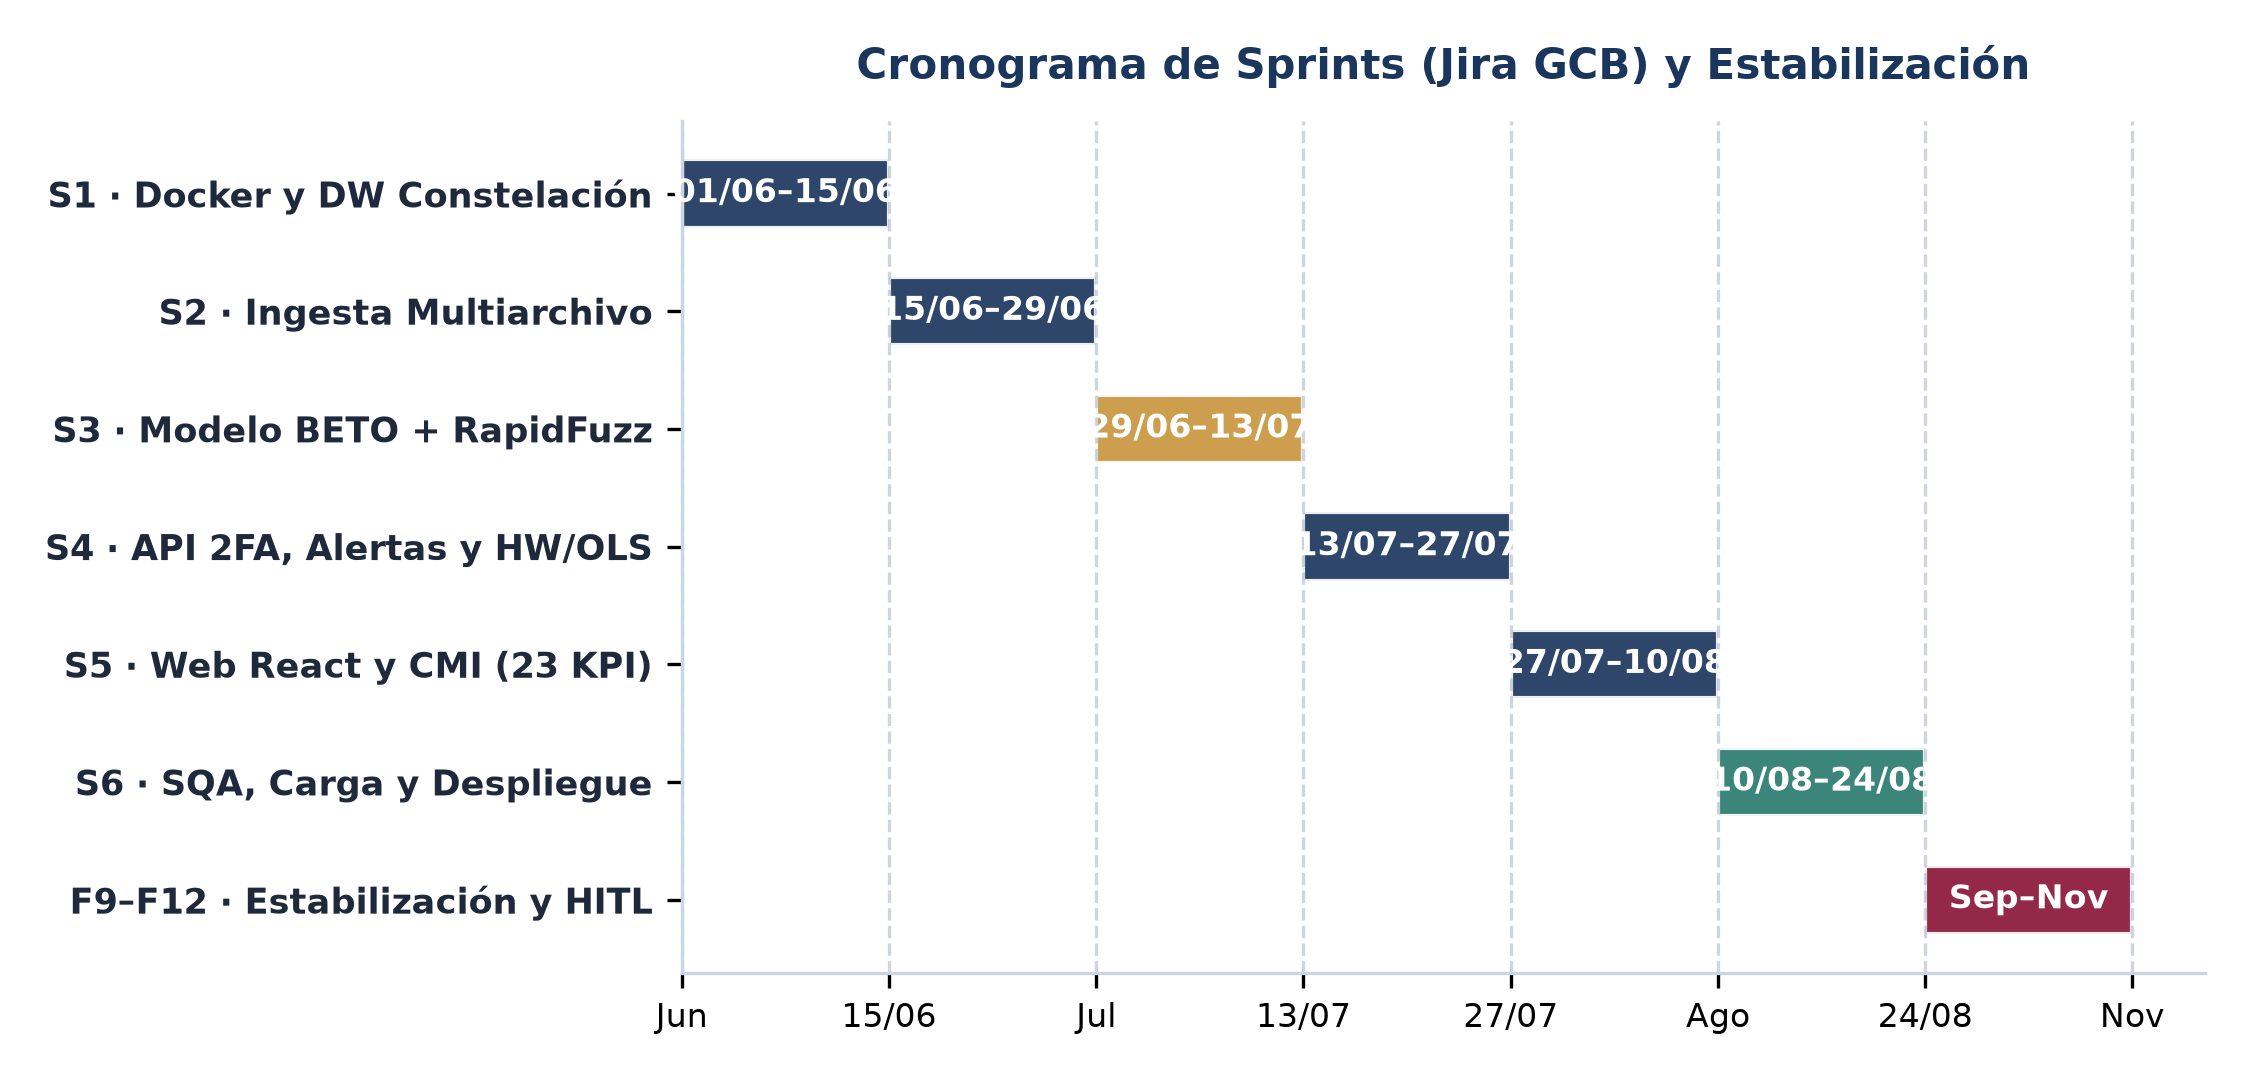 Cronograma de Sprints (Jira GCB) y Estabilización
S1 · Docker y DW Constelación
01/06–15/06
S2 · Ingesta Multiarchivo
15/06–29/06
S3 · Modelo BETO + RapidFuzz
29/06–13/07
S4 · API 2FA, Alertas y HW/OLS
13/07–27/07
S5 · Web React y CMI (23 KPI)
27/07–10/08
S6 · SQA, Carga y Despliegue
10/08–24/08
F9–F12 · Estabilización y HITL
Sep–Nov
Jun 15/06 Jul 13/07 27/07 Ago 24/08 Nov